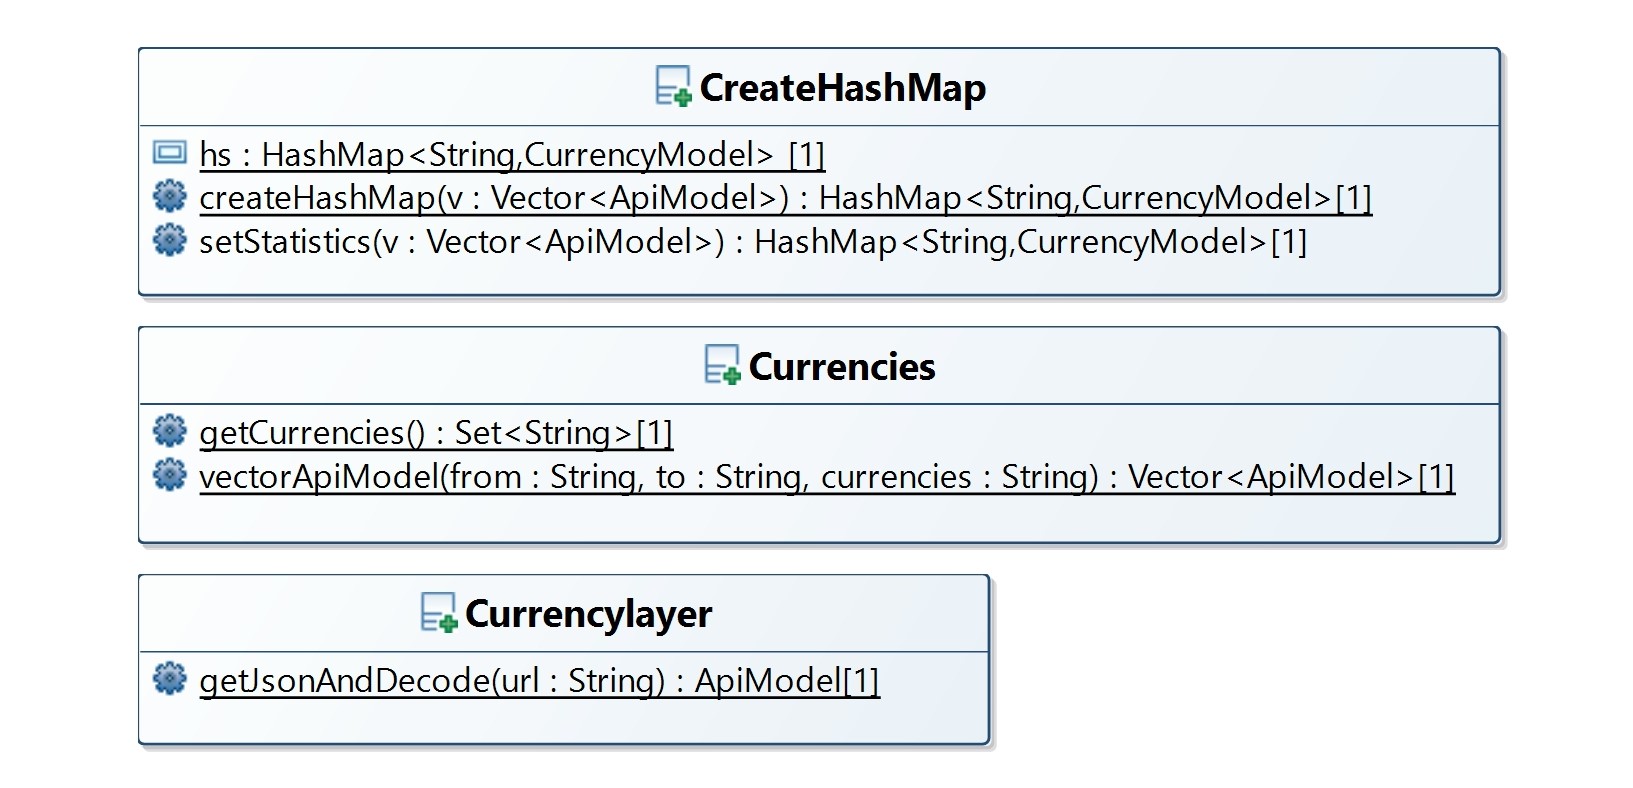 CreateHashMap
hs : HashMap<String,CurrencyModel> [1]
createHashMap(v : Vector<ApiModel>) : HashMap<String,CurrencyModel>[1]
setStatistics(v : Vector<ApiModel>) : HashMap<String,CurrencyModel>[1]
Currencies
getCurrencies() : Set<String>[1]
vectorApiModel(from : String, to : String, currencies : String) : Vector<ApiModel>[1]
Currencylayer
getJsonAndDecode(url : String) : ApiModel[1]